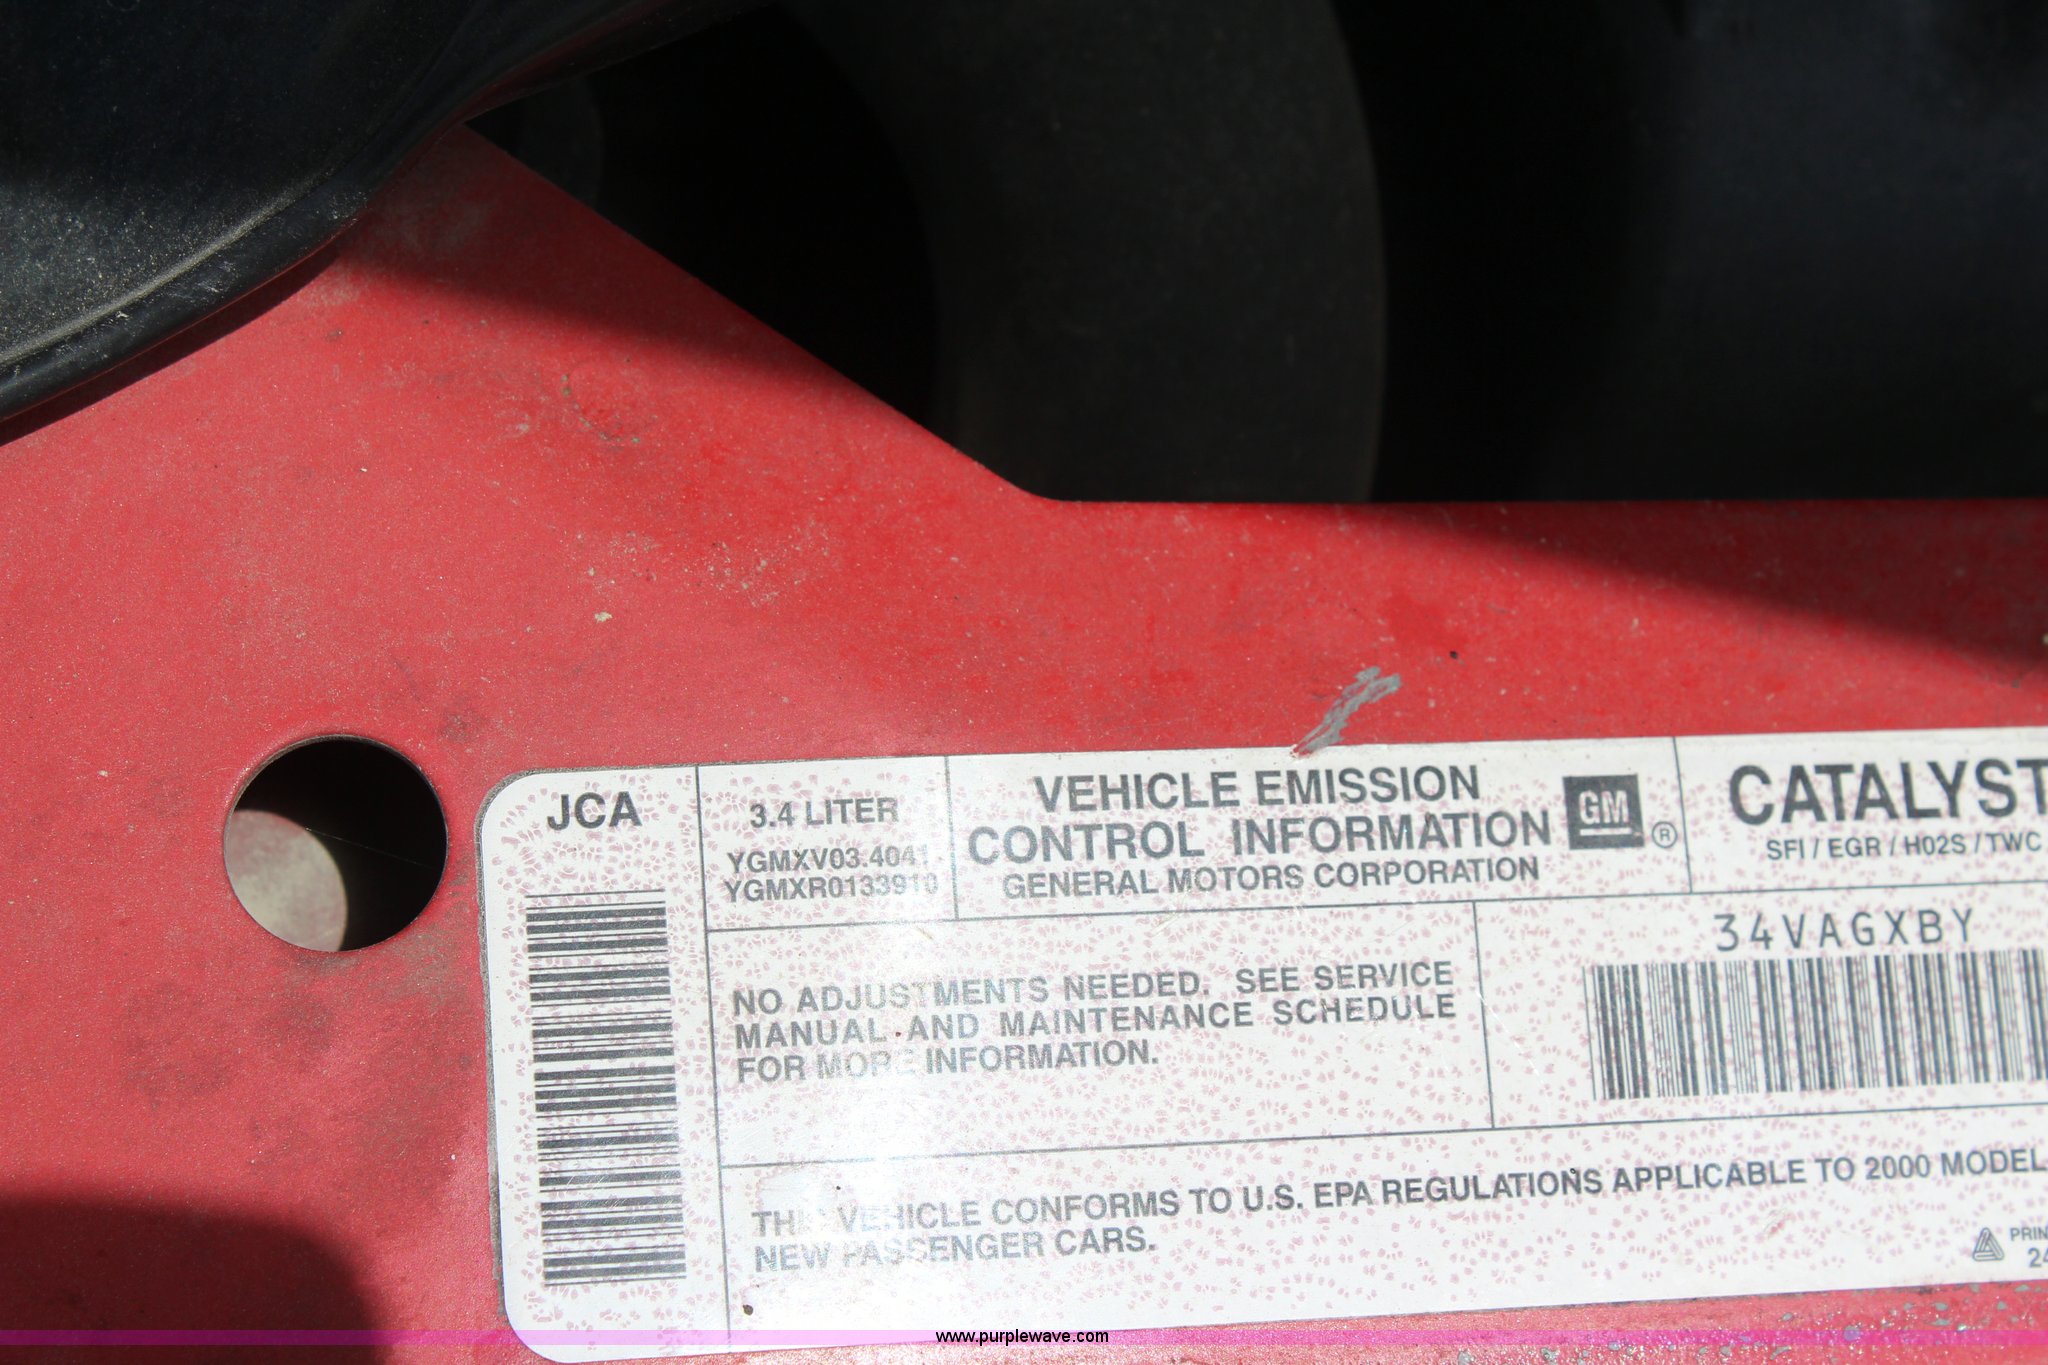 JCA
3.4 LITER
YGMXV03.4041
YGMXR0133910
VEHICLE EMISSION
CONTROL INFORMATION
GENERAL MOTORS CORPORATION
GM ®
CATALYST
SFI / EGR / HO2S / TWC
NO ADJUSTMENTS NEEDED. SEE SERVICE
MANUAL AND MAINTENANCE SCHEDULE
FOR MORE INFORMATION.
34VAGXBY
THIS VEHICLE CONFORMS TO U.S. EPA REGULATIONS APPLICABLE TO 2000 MODEL
NEW PASSENGER CARS.
www.purplewave.com